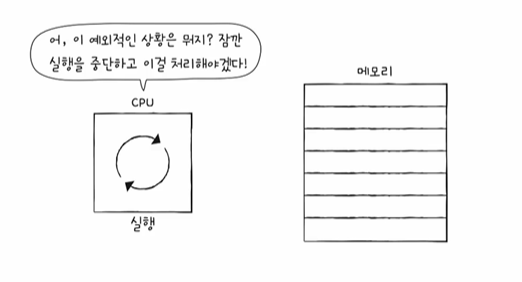 어, 이 예외적인 상황은 뭐지? 잠깐
실행을 중단하고 이걸 처리해야겠다!
CPU
메모리
실행